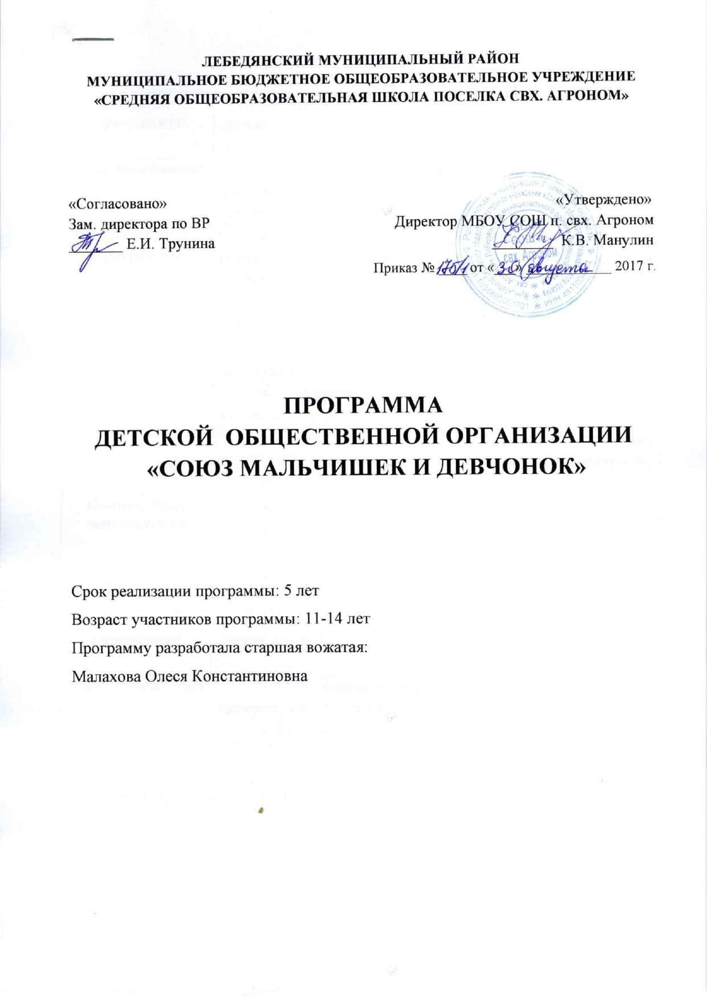 ЛЕБЕДЯНСКИЙ МУНИЦИПАЛЬНЫЙ РАЙОН
МУНИЦИПАЛЬНОЕ БЮДЖЕТНОЕ ОБЩЕОБРАЗОВАТЕЛЬНОЕ УЧРЕЖДЕНИЕ
«СРЕДНЯЯ ОБЩЕОБРАЗОВАТЕЛЬНАЯ ШКОЛА ПОСЕЛКА СВХ. АГРОНОМ»
«Согласовано»
Зам. директора по ВР
Е.И. Трунина
«Утверждено»
Директор МБОУ СОШ п. свх. Агроном
К.В. Манулин
Приказ № 175/1 от «30» августа 2017 г.
СОШ п.
свх. Агроном
ПРОГРАММА
ДЕТСКОЙ ОБЩЕСТВЕННОЙ ОРГАНИЗАЦИИ
«СОЮЗ МАЛЬЧИШЕК И ДЕВЧОНОК»
Срок реализации программы: 5 лет
Возраст участников программы: 11-14 лет
Программу разработала старшая вожатая:
Малахова Олеся Константиновна